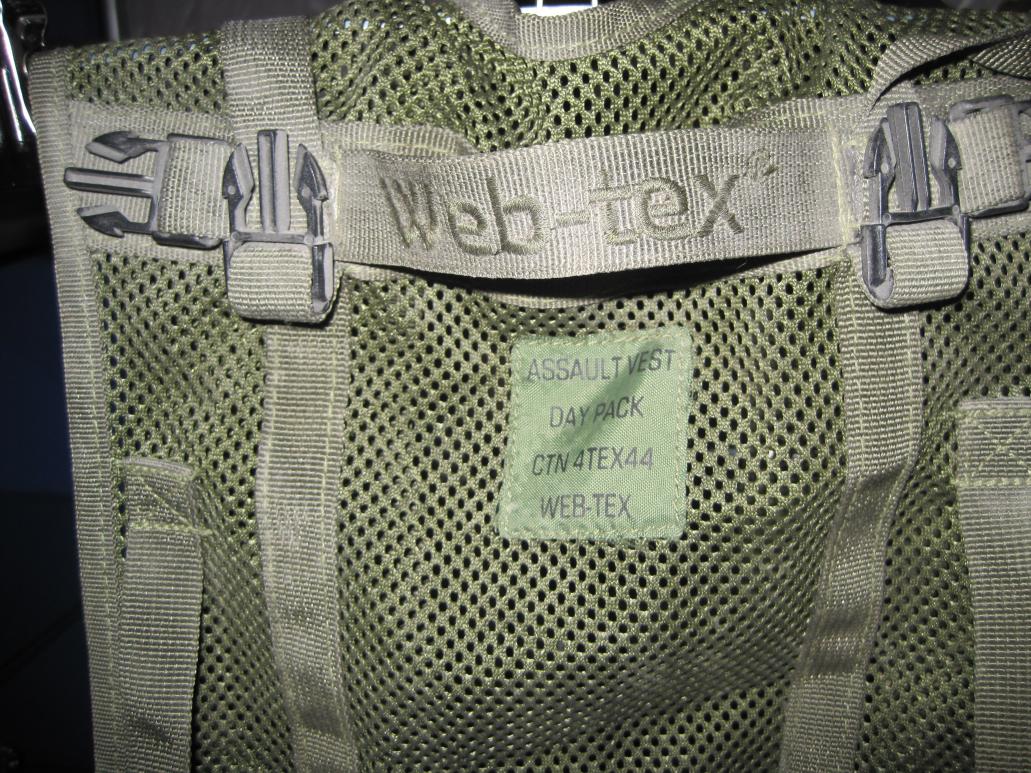 Web-tex®
ASSAULT VEST
DAY PACK
CTN 4TEX44
WEB-TEX